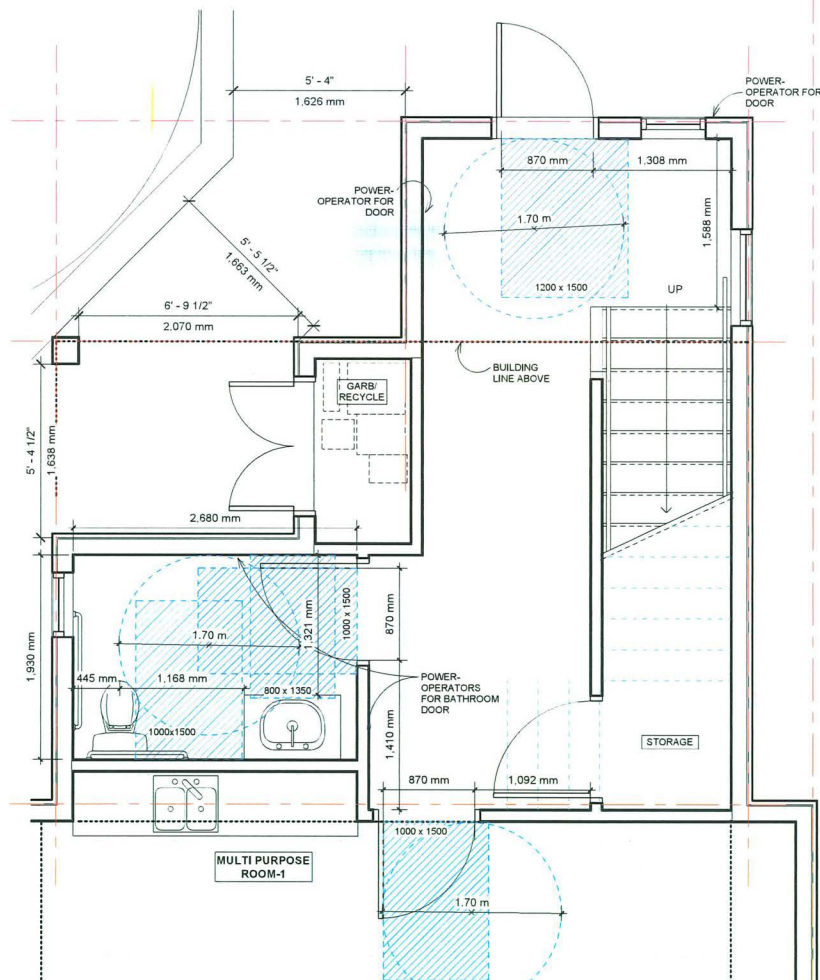 5' - 4"
1,626 mm
POWER-
OPERATOR FOR
DOOR
870 mm
1,308 mm
POWER-
OPERATOR FOR
DOOR
1.70 m
1,588 mm
5' - 5 1/2"
1,663 mm
1200 x 1500
UP
6' - 9 1/2"
2,070 mm
BUILDING
LINE ABOVE
GARB/
RECYCLE
5' - 4 1/2"
1,638 mm
2,680 mm
1,930 mm
1.70 m
1,321 mm
1000 x 1500
870 mm
445 mm
1,168 mm
800 x 1350
POWER-
OPERATORS
FOR BATHROOM
DOOR
1000x1500
1,410 mm
STORAGE
870 mm
1,092 mm
1000 x 1500
MULTI PURPOSE
ROOM-1
1.70 m